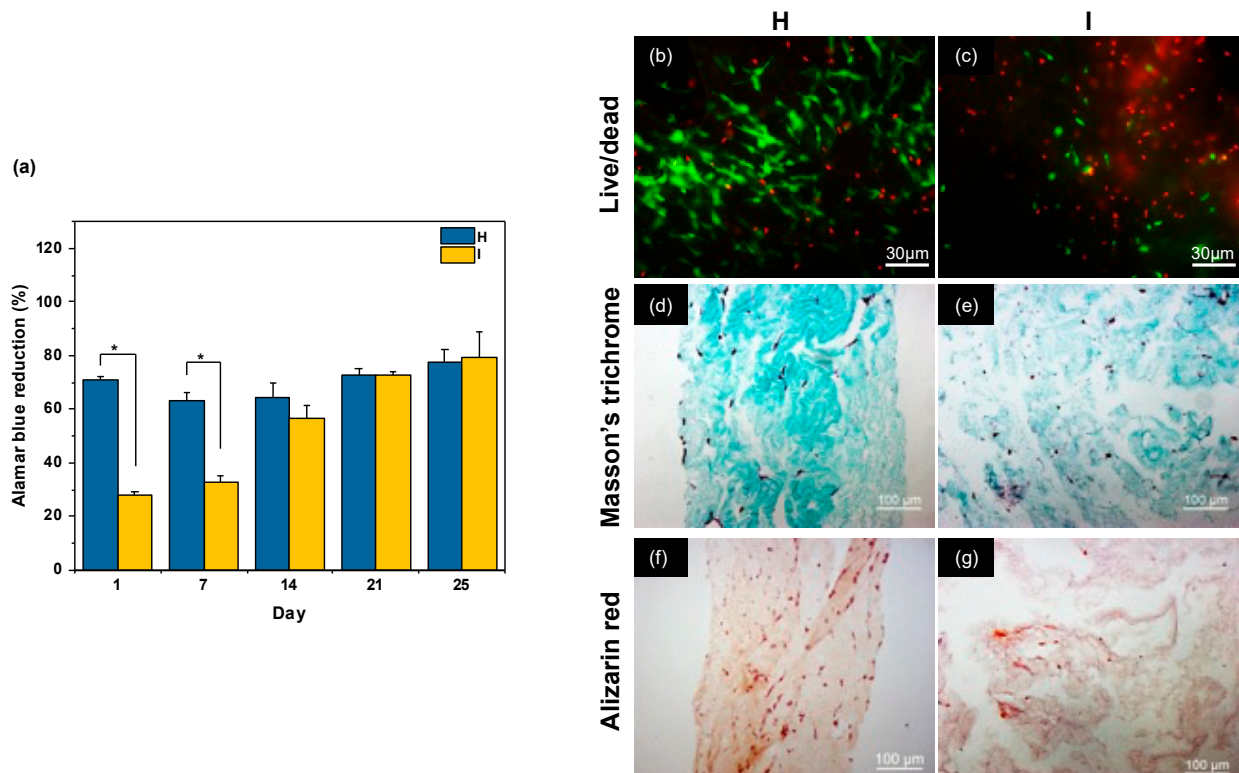 (a)
120
100
80
60
40
20
0
Alamar blue reduction (%)
H
I
*
*
1 7 14 21 25
Day
H I
Live/dead
(b) (c)
30µm 30µm
Masson's trichrome
(d) (e)
100 µm 100 µm
Alizarin red
(f) (g)
100 µm 100 µm